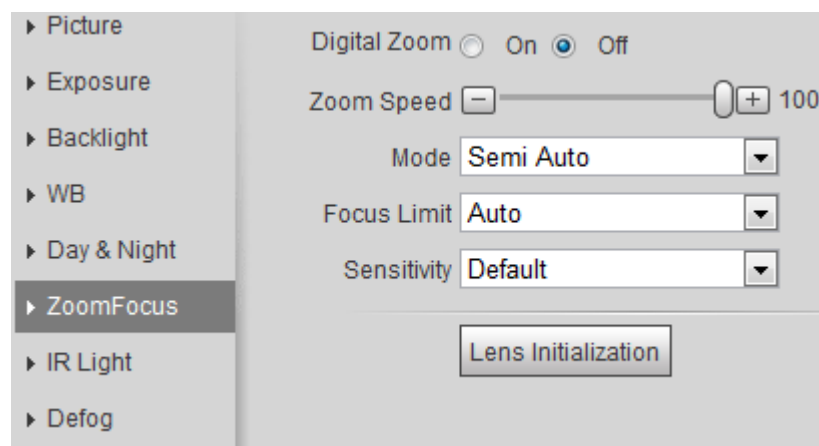 Picture
Exposure
Backlight
WB
Day & Night
ZoomFocus
IR Light
Defog
Digital Zoom On Off
Zoom Speed - + 100
Mode Semi Auto
Focus Limit Auto
Sensitivity Default
Lens Initialization